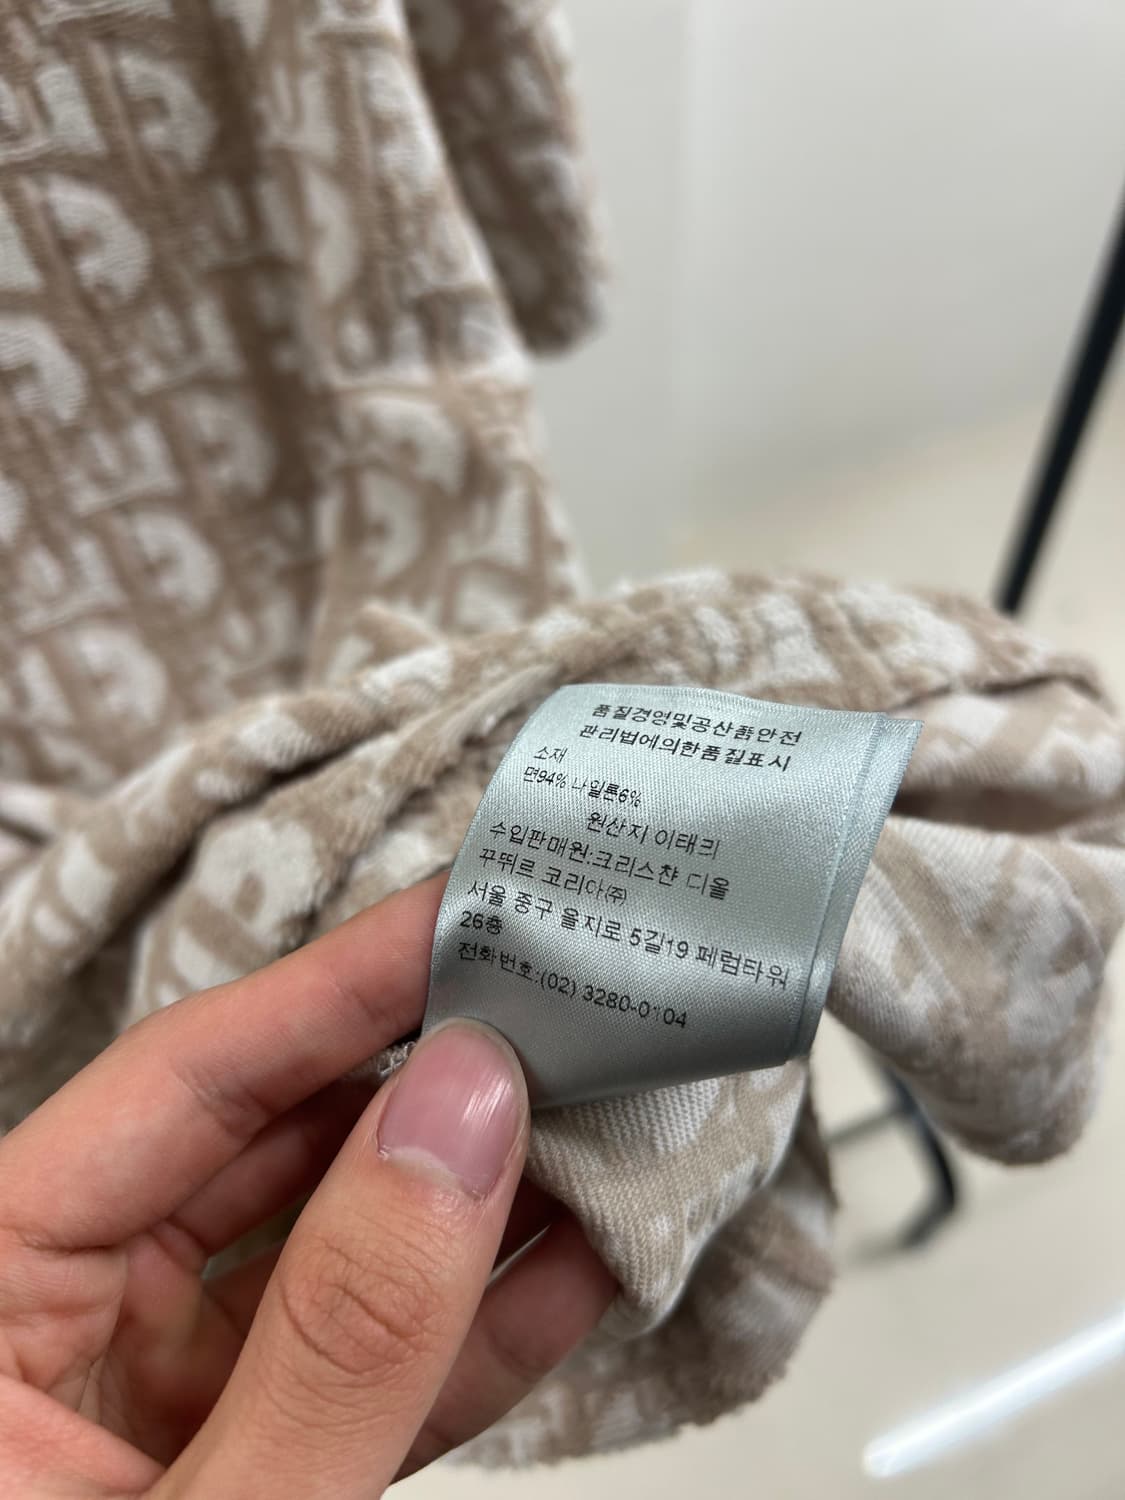 품질경영및공산품안전
관리법에의한품질표시
소재
면94% 나일론6%
원산지 이태리
수입판매원:크리스챤 디올
꾸뛰르 코리아㈜
서울 중구 을지로 5길19 페럼타워
26층
전화번호:(02) 3280-0104